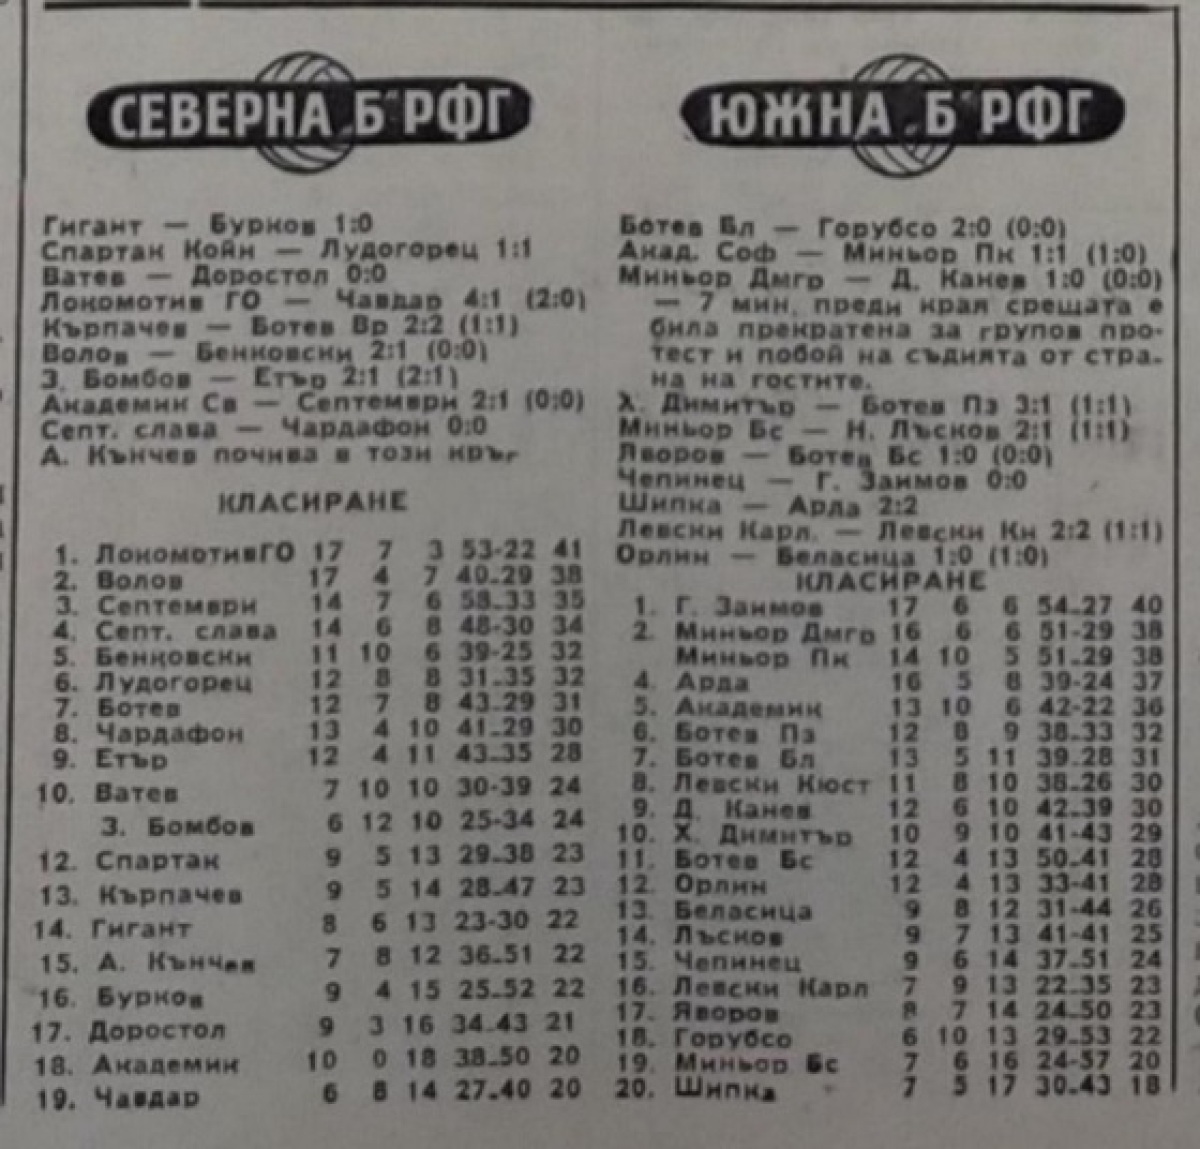 СЕВЕРНА „Б" РФГ
Гигант — Бурков 1:0
Спартак Койн — Лудогорец 1:1
Ватев — Доростол 0:0
Локомотив ГО — Чавдар 4:1 (2:0)
Кърпачев — Ботев Вр 2:2 (1:1)
Волов — Бенковски 2:1 (0:0)
З. Бомбов — Етър 2:1 (2:1)
Академик Св — Септември 2:1 (0:0)
Септ. слава — Чардафон 0:0
А. Кънчев почива в този кръг
КЛАСИРАНЕ
1. ЛокомотивГО 17 7 3 53-22 41
2. Волов 17 4 7 40-29 38
3. Септември 14 7 6 58-33 35
4. Септ. слава 14 6 8 48-30 34
5. Бенковски 11 10 6 39-25 32
6. Лудогорец 12 8 8 31-35 32
7. Ботев 12 7 8 43-29 31
8. Чардафон 13 4 10 41-29 30
9. Етър 12 4 11 43-35 28
10. Ватев 7 10 10 30-39 24
З. Бомбов 6 12 10 25-34 24
12. Спартак 9 5 13 29-38 23
13. Кърпачев 9 5 14 28-47 23
14. Гигант 8 6 13 23-30 22
15. А. Кънчев 7 8 12 36-51 22
16. Бурков 9 4 15 25-52 22
17. Доростол 9 3 16 34-43 21
18. Академик 10 0 18 38-50 20
19. Чавдар 6 8 14 27-40 20
ЮЖНА „Б" РФГ
Ботев Бл — Горубсо 2:0 (0:0)
Акад. Соф — Миньор Пк 1:1 (1:0)
Миньор Дмгр — Д. Канев 1:0 (0:0)
— 7 мин. преди края срещата е
била прекратена за групов про-
тест и побой на съдията от стра-
на на гостите.
Х. Димитър — Ботев Пз 3:1 (1:1)
Миньор Бс — Н. Лъсков 2:1 (1:1)
Яворов — Ботев Бс 1:0 (0:0)
Чепинец — Г. Заимов 0:0
Шипка — Арда 2:2
Левски Карл. — Левски Кн 2:2 (1:1)
Орлин — Беласица 1:0 (1:0)
КЛАСИРАНЕ
1. Г. Заимов 17 6 6 54-27 40
2. Миньор Дмгр 16 6 6 51-29 38
Миньор Пк 14 10 5 51-29 38
4. Арда 16 5 8 39-24 37
5. Академик 13 10 6 42-22 36
6. Ботев Пз 12 8 9 38-33 32
7. Ботев Бл 13 5 11 39-28 31
8. Левски Кюст 11 8 10 38-26 30
9. Д. Канев 12 6 10 42-39 30
10. Х. Димитър 10 9 10 41-43 29
11. Ботев Бс 12 4 13 50-41 28
12. Орлин 12 4 13 33-41 28
13. Беласица 9 8 12 31-44 26
14. Лъсков 9 7 13 41-41 25
15. Чепинец 9 6 14 37-51 24
16. Левски Карл 7 9 13 22-35 23
17. Яворов 8 7 14 24-50 23
18. Горубсо 6 10 13 29-53 22
19. Миньор Бс 7 6 16 24-57 20
20. Шипка 7 5 17 30-43 18